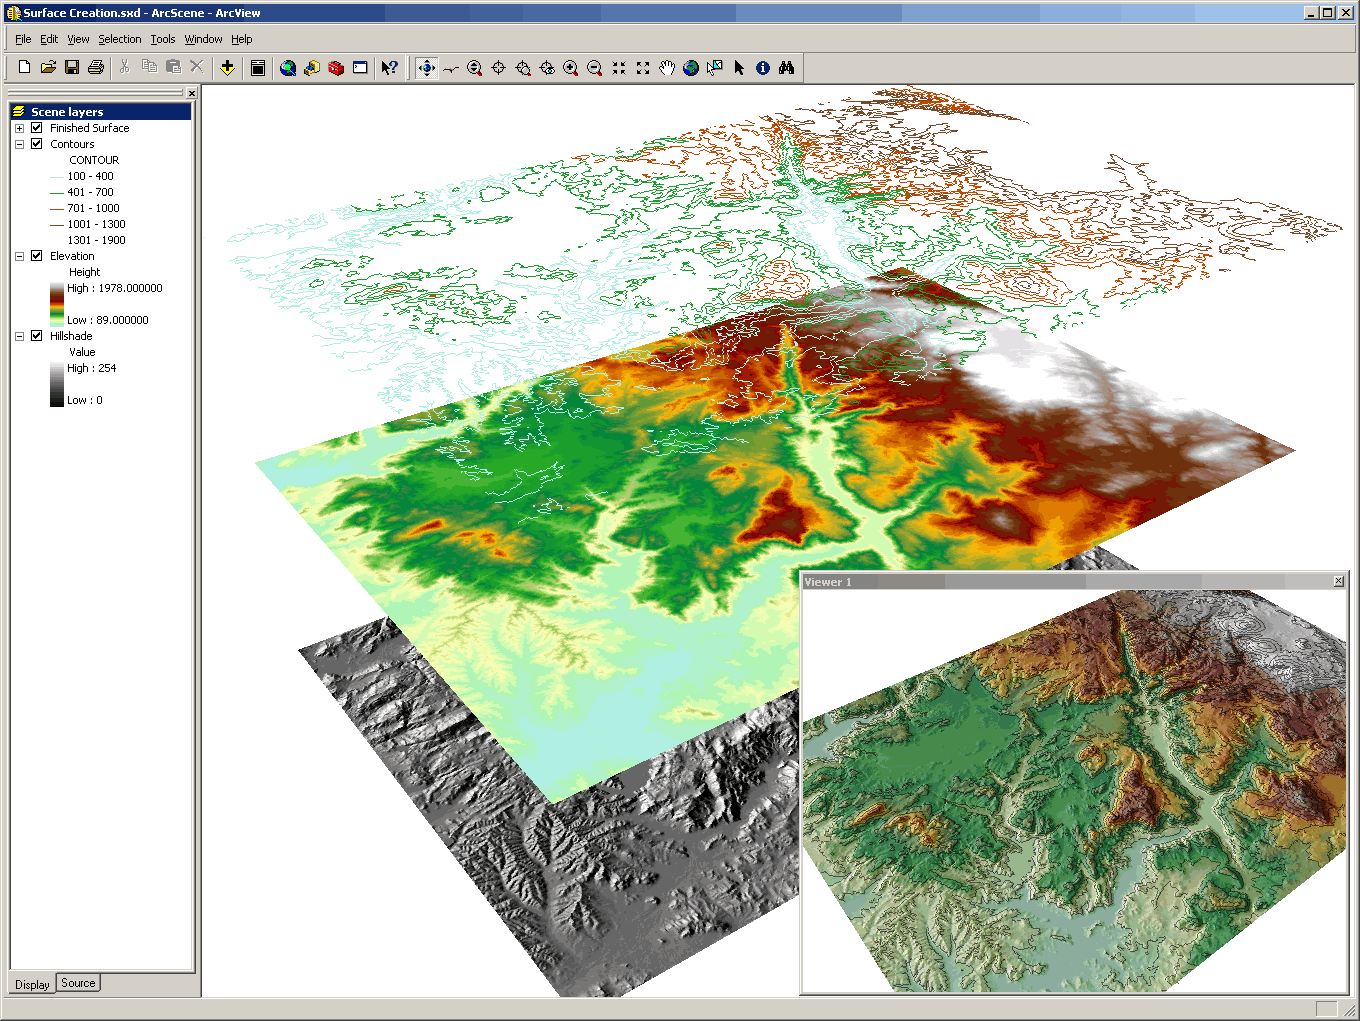 Surface Creation.sxd - ArcScene - ArcView
File Edit View Selection Tools Window Help
Scene layers
Finished Surface
Contours
CONTOUR
100 - 400
401 - 700
701 - 1000
1001 - 1300
1301 - 1900
Elevation
Height
High : 1978.000000
Low : 89.000000
Hillshade
Value
High : 254
Low : 0
Viewer 1
Display Source